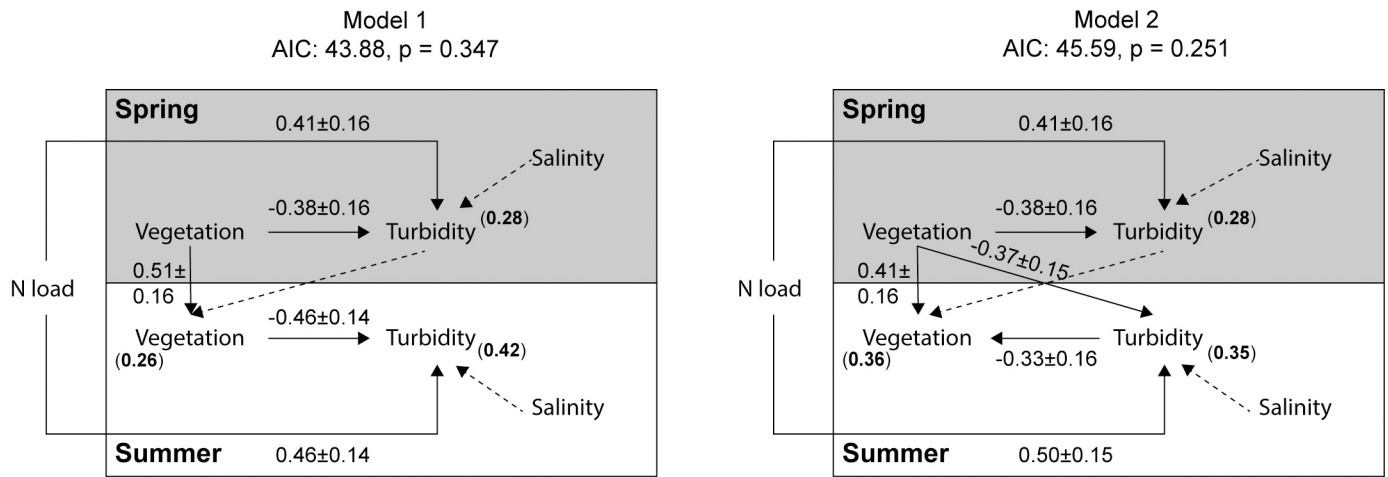 Model 1
AIC: 43.88, p = 0.347
Spring
0.41±0.16
Salinity
-0.38±0.16
Vegetation
Turbidity
(0.28)
0.51±
0.16
N load
-0.46±0.14
Vegetation
Turbidity
(0.26)
(0.42)
Salinity
Summer
0.46±0.14
Model 2
AIC: 45.59, p = 0.251
Spring
0.41±0.16
Salinity
-0.38±0.16
Vegetation
Turbidity
(0.28)
-0.37±0.15
0.41±
0.16
N load
Vegetation
Turbidity
(0.36)
-0.33±0.16
(0.35)
Salinity
Summer
0.50±0.15